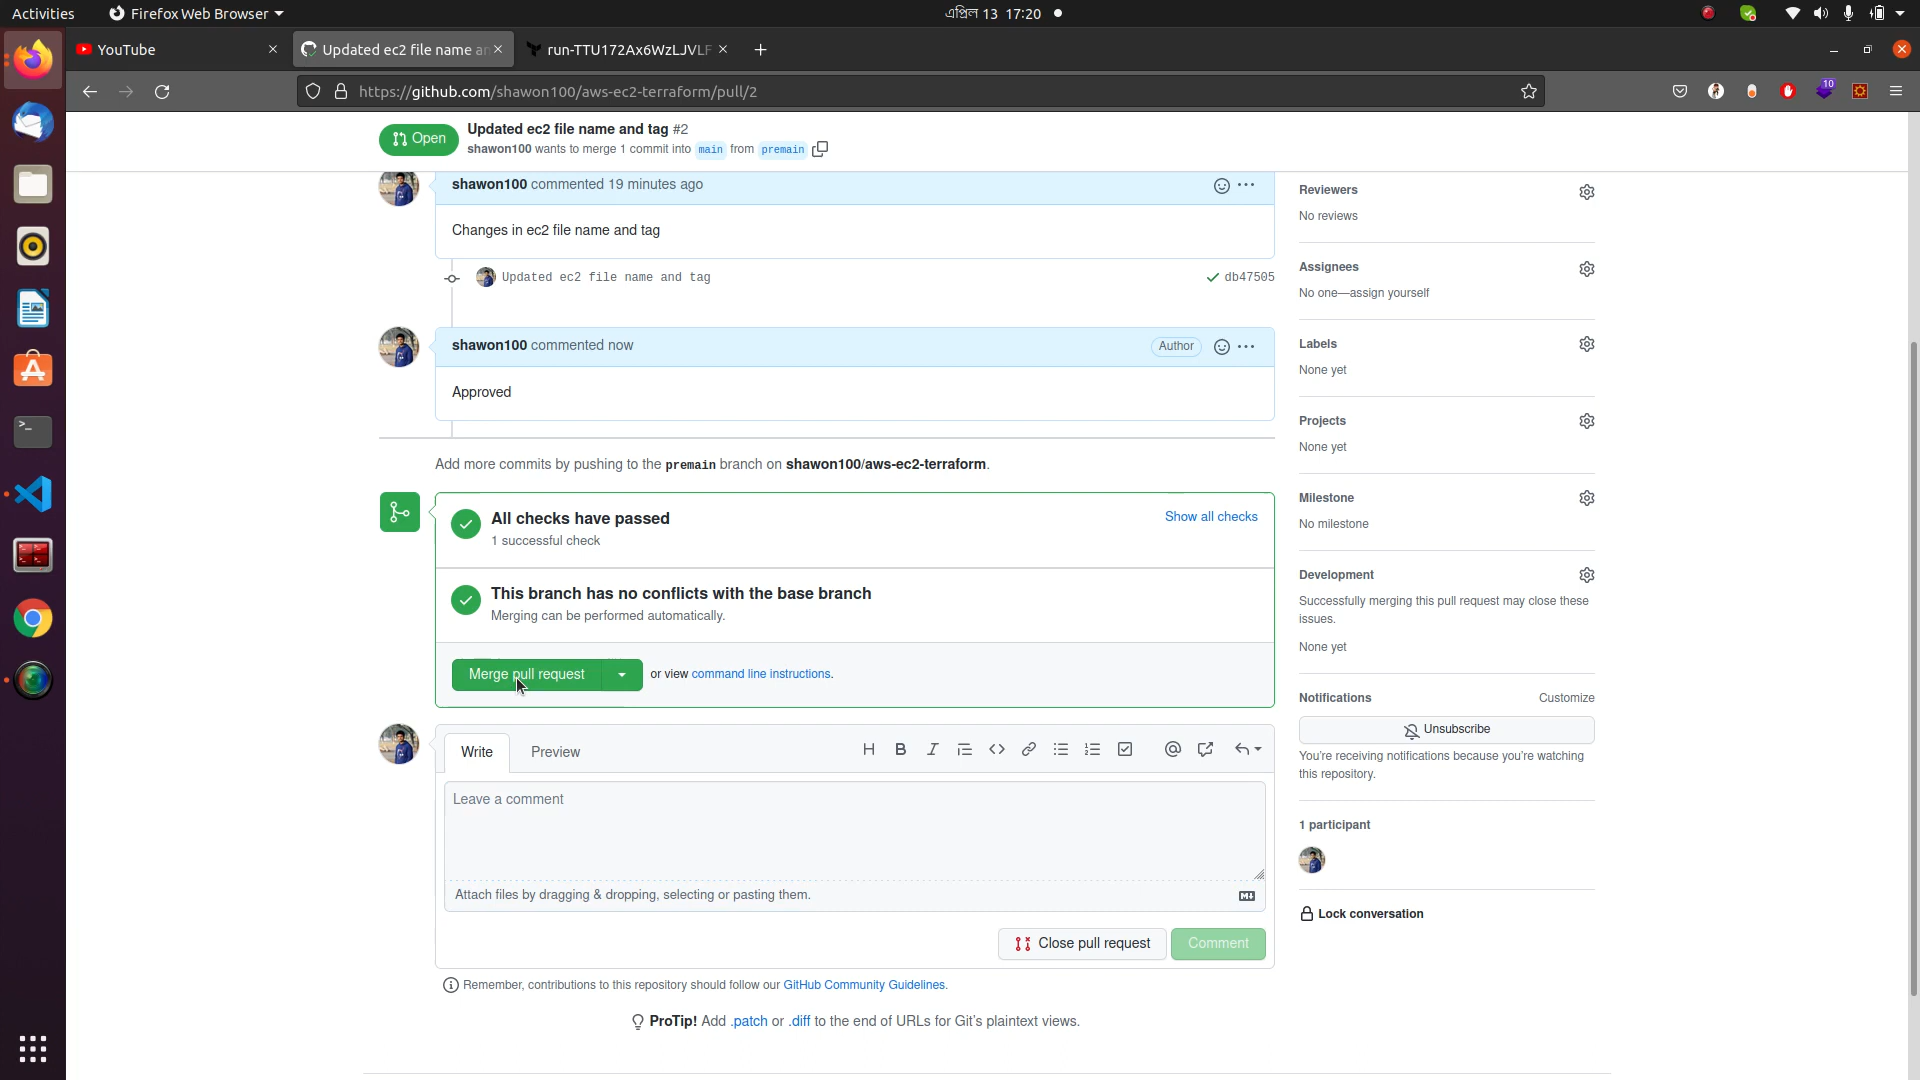 Activities
Firefox Web Browser
এপ্রিল 13 17:20
YouTube
Updated ec2 file name an
run-TTU172Ax6WzLJVLF
https://github.com/shawon100/aws-ec2-terraform/pull/2
10
Open
Updated ec2 file name and tag #2
shawon100 wants to merge 1 commit into main from premain
shawon100 commented 19 minutes ago
Changes in ec2 file name and tag
Updated ec2 file name and tag
db47505
shawon100 commented now
Author
Approved
Add more commits by pushing to the premain branch on shawon100/aws-ec2-terraform.
All checks have passed
Show all checks
1 successful check
This branch has no conflicts with the base branch
Merging can be performed automatically.
Merge pull request
or view command line instructions.
Write
Preview
Leave a comment
Attach files by dragging & dropping, selecting or pasting them.
Close pull request
Comment
Remember, contributions to this repository should follow our GitHub Community Guidelines.
ProTip! Add .patch or .diff to the end of URLs for Git's plaintext views.
Reviewers
No reviews
Assignees
No one—assign yourself
Labels
None yet
Projects
None yet
Milestone
No milestone
Development
Successfully merging this pull request may close these
issues.
None yet
Notifications
Customize
Unsubscribe
You're receiving notifications because you're watching
this repository.
1 participant
Lock conversation